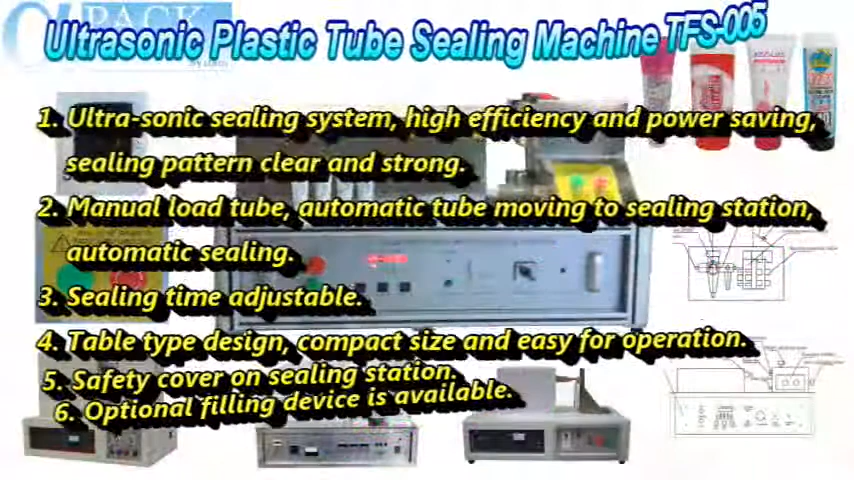 PACK
Ultrasonic Plastic Tube Sealing Machine TFS-005
System
1. Ultra-sonic sealing system, high efficiency and power saving,
sealing pattern clear and strong.
2. Manual load tube, automatic tube moving to sealing station,
automatic sealing.
3. Sealing time adjustable.
4. Table type design, compact size and easy for operation.
5. Safety cover on sealing station.
6. Optional filling device is available.